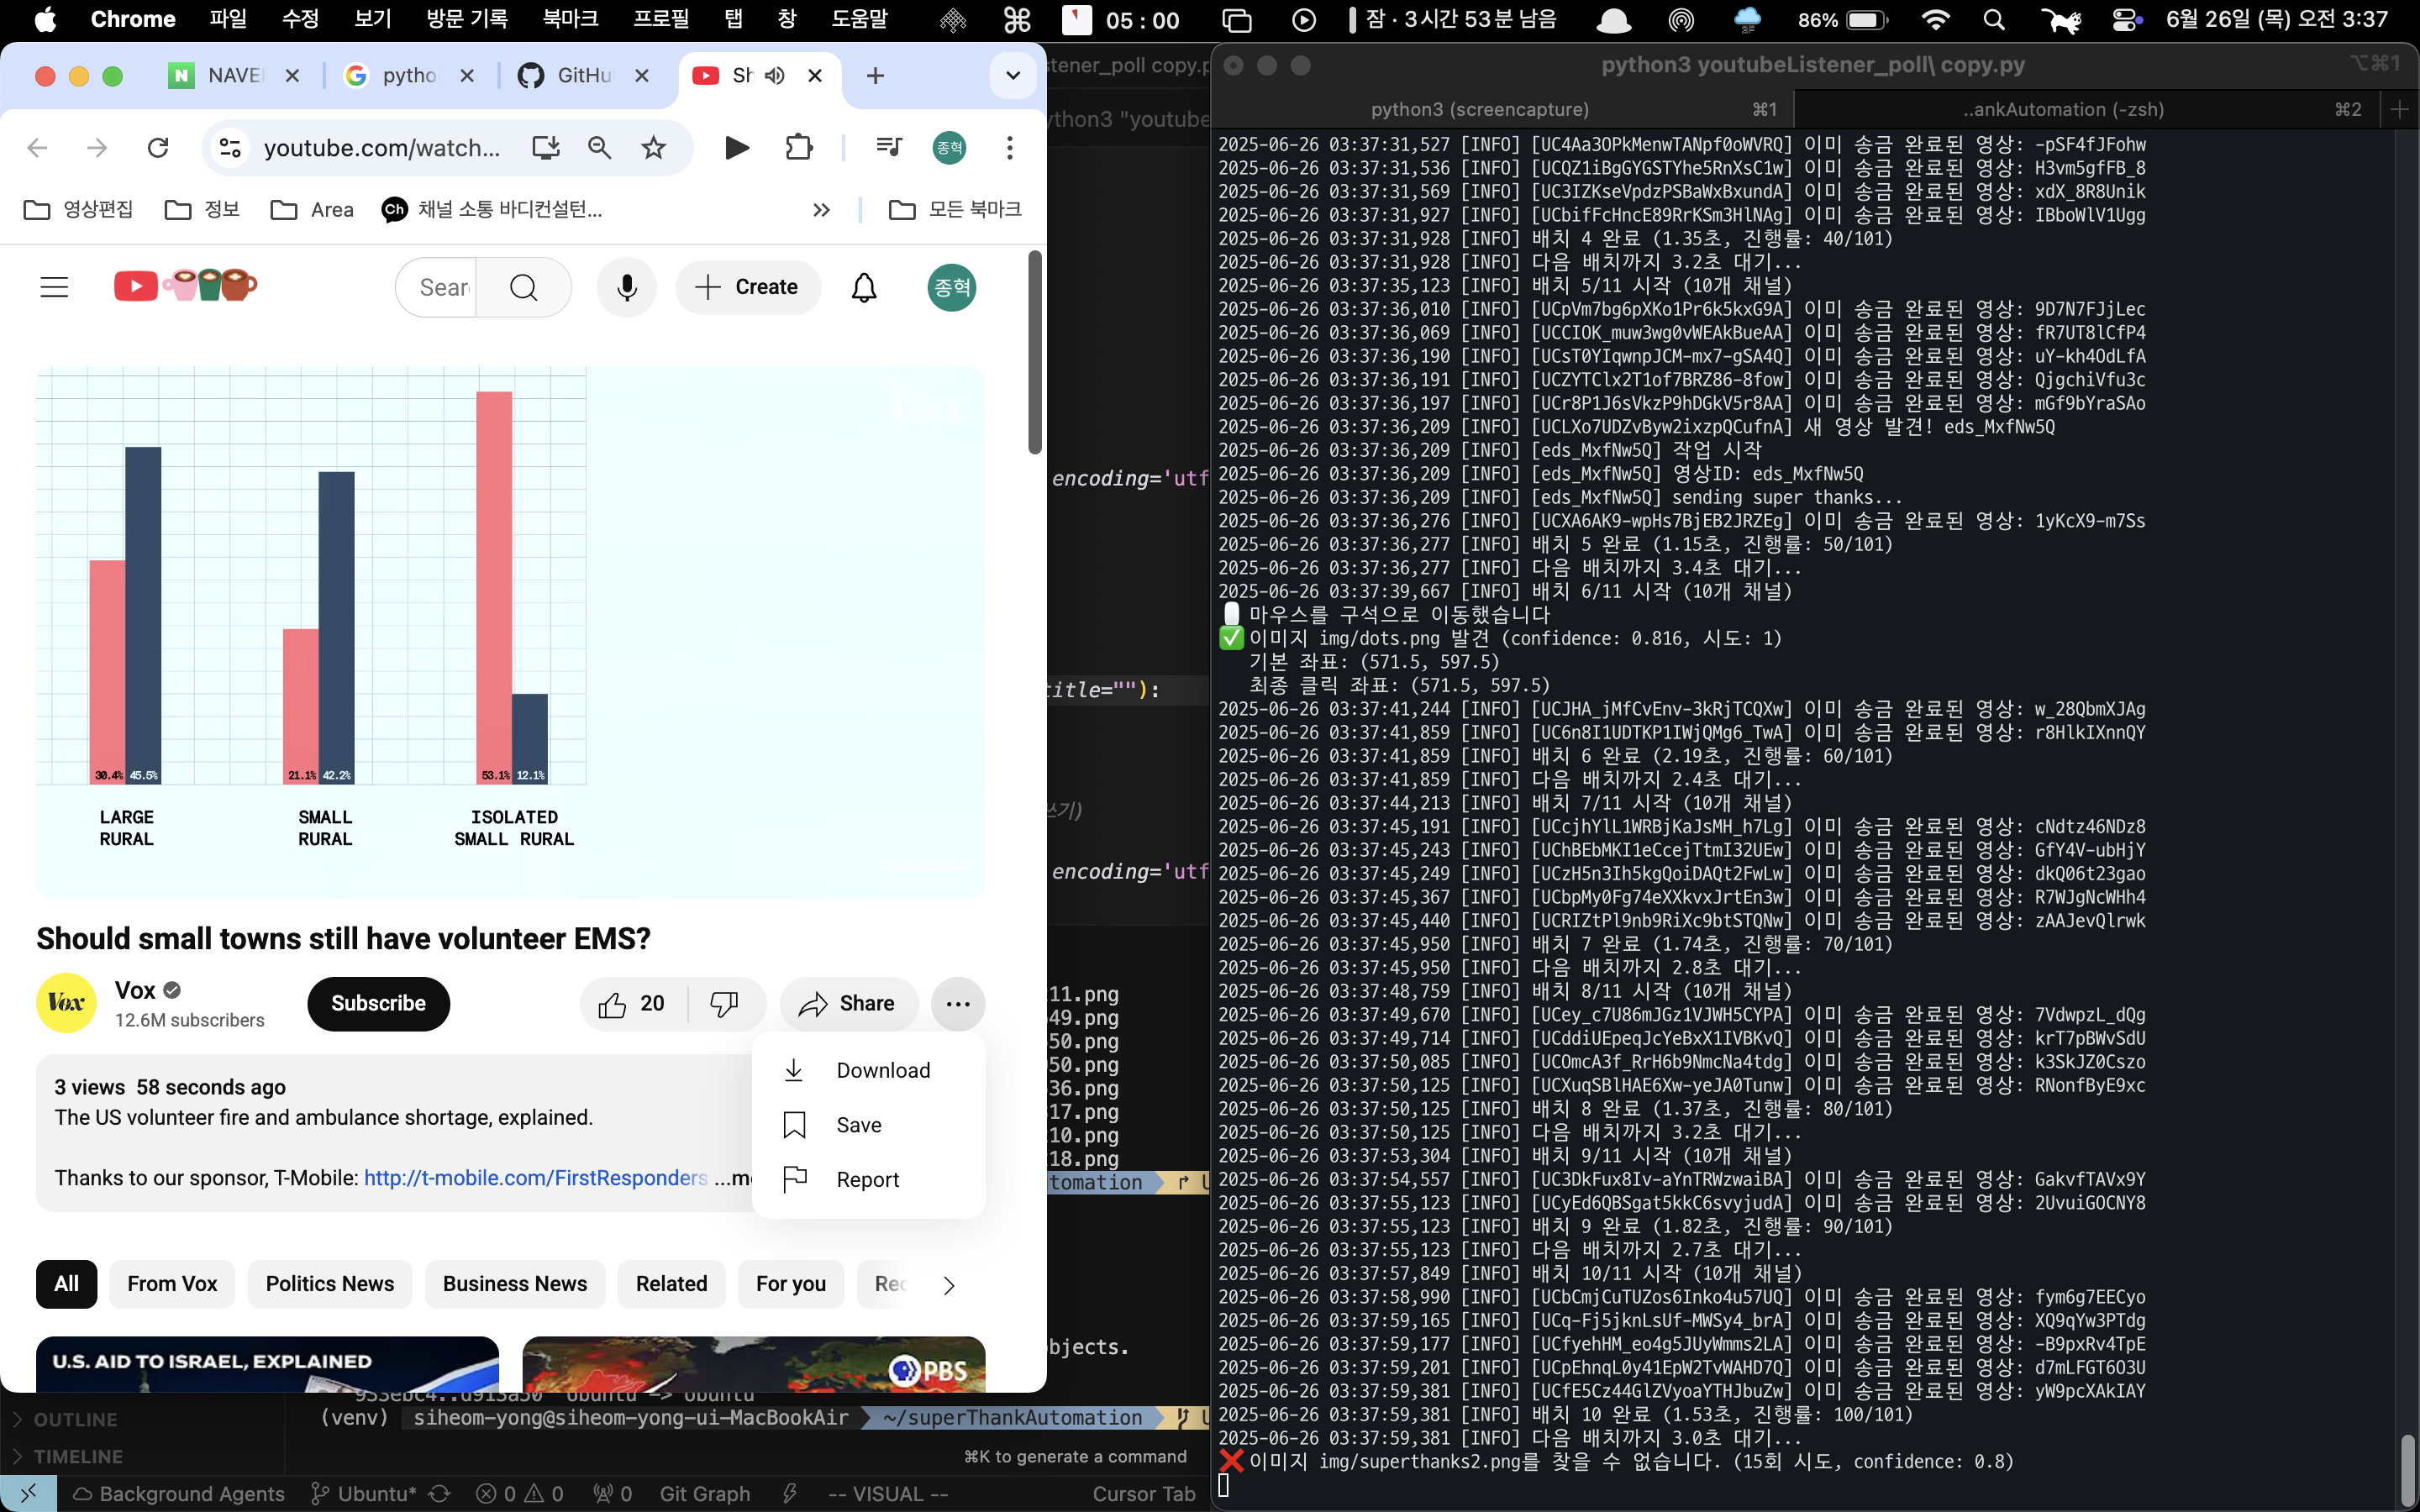 Chrome 파일 수정 보기 방문 기록 북마크 프로필 탭 창 도움말 05 : 00 잠 · 3시간 53분 남음 3F 86% 6월 26일 (목) 오전 3:37
NAVE pytho GitHu Sh
youtube.com/watch... 종혁
영상편집 정보 Area Ch 채널 소통 바디컨설턴... 모든 북마크
Sear Create 종혁
30.4% 45.5% 21.1% 42.2% 53.1% 12.1%
LARGE RURAL
SMALL RURAL
ISOLATED SMALL RURAL
Should small towns still have volunteer EMS?
Vox
Vox
12.6M subscribers
Subscribe
20 Share
Download
Save
Report
3 views 58 seconds ago
The US volunteer fire and ambulance shortage, explained.
Thanks to our sponsor, T-Mobile: http://t-mobile.com/FirstResponders ...m
All From Vox Politics News Business News Related For you Rec
U.S. AID TO ISRAEL, EXPLAINED
PBS
stener_poll copy.p
ython3 "youtube
encoding='utf
title=""):
쓰기)
encoding='utf
11.png
49.png
50.png
50.png
36.png
17.png
10.png
18.png
tomation
bjects.
933ebc4..d915a50 Ubuntu -> Ubuntu
(venv) siheom-yong@siheom-yong-ui-MacBookAir ~/superThankAutomation
OUTLINE
TIMELINE
⌘K to generate a command
Background Agents Ubuntu* 0 0 0 Git Graph -- VISUAL -- Cursor Tab
python3 youtubeListener_poll\ copy.py ⌥⌘1
python3 (screencapture) ⌘1 ..ankAutomation (-zsh) ⌘2
2025-06-26 03:37:31,527 [INFO] [UC4Aa3OPkMenwTANpf0oWVRQ] 이미 송금 완료된 영상: -pSF4fJFohw
2025-06-26 03:37:31,536 [INFO] [UCQZ1iBgGYGSTYhe5RnXsC1w] 이미 송금 완료된 영상: H3vm5gfFB_8
2025-06-26 03:37:31,569 [INFO] [UC3IZKseVpdzPSBaWxBxundA] 이미 송금 완료된 영상: xdX_8R8Unik
2025-06-26 03:37:31,927 [INFO] [UCbifFcHncE89RrKSm3HlNAg] 이미 송금 완료된 영상: IBboWlV1Ugg
2025-06-26 03:37:31,928 [INFO] 배치 4 완료 (1.35초, 진행률: 40/101)
2025-06-26 03:37:31,928 [INFO] 다음 배치까지 3.2초 대기...
2025-06-26 03:37:35,123 [INFO] 배치 5/11 시작 (10개 채널)
2025-06-26 03:37:36,010 [INFO] [UCpVm7bg6pXKo1Pr6k5kxG9A] 이미 송금 완료된 영상: 9D7N7FJjLec
2025-06-26 03:37:36,069 [INFO] [UCCIOK_muw3wg0vWEAkBueAA] 이미 송금 완료된 영상: fR7UT8lCfP4
2025-06-26 03:37:36,190 [INFO] [UCsT0YIqwnpJCM-mx7-gSA4Q] 이미 송금 완료된 영상: uY-kh4OdLfA
2025-06-26 03:37:36,191 [INFO] [UCZYTClx2T1of7BRZ86-8fow] 이미 송금 완료된 영상: QjgchiVfu3c
2025-06-26 03:37:36,197 [INFO] [UCr8P1J6sVkzP9hDGkV5r8AA] 이미 송금 완료된 영상: mGf9bYraSAo
2025-06-26 03:37:36,209 [INFO] [UCLXo7UDZvByw2ixzpQCufnA] 새 영상 발견! eds_MxfNw5Q
2025-06-26 03:37:36,209 [INFO] [eds_MxfNw5Q] 작업 시작
2025-06-26 03:37:36,209 [INFO] [eds_MxfNw5Q] 영상ID: eds_MxfNw5Q
2025-06-26 03:37:36,209 [INFO] [eds_MxfNw5Q] sending super thanks...
2025-06-26 03:37:36,276 [INFO] [UCXA6AK9-wpHs7BjEB2JRZEg] 이미 송금 완료된 영상: 1yKcX9-m7Ss
2025-06-26 03:37:36,277 [INFO] 배치 5 완료 (1.15초, 진행률: 50/101)
2025-06-26 03:37:36,277 [INFO] 다음 배치까지 3.4초 대기...
2025-06-26 03:37:39,667 [INFO] 배치 6/11 시작 (10개 채널)
마우스를 구석으로 이동했습니다
✅ 이미지 img/dots.png 발견 (confidence: 0.816, 시도: 1)
기본 좌표: (571.5, 597.5)
최종 클릭 좌표: (571.5, 597.5)
2025-06-26 03:37:41,244 [INFO] [UCJHA_jMfCvEnv-3kRjTCQXw] 이미 송금 완료된 영상: w_28QbmXJAg
2025-06-26 03:37:41,859 [INFO] [UC6n8I1UDTKP1IWjQMg6_TwA] 이미 송금 완료된 영상: r8HlkIXnnQY
2025-06-26 03:37:41,859 [INFO] 배치 6 완료 (2.19초, 진행률: 60/101)
2025-06-26 03:37:41,859 [INFO] 다음 배치까지 2.4초 대기...
2025-06-26 03:37:44,213 [INFO] 배치 7/11 시작 (10개 채널)
2025-06-26 03:37:45,191 [INFO] [UCcjhYlL1WRBjKaJsMH_h7Lg] 이미 송금 완료된 영상: cNdtz46NDz8
2025-06-26 03:37:45,243 [INFO] [UChBEbMKI1eCcejTtmI32UEw] 이미 송금 완료된 영상: GfY4V-ubHjY
2025-06-26 03:37:45,249 [INFO] [UCzH5n3Ih5kgQoiDAQt2FwLw] 이미 송금 완료된 영상: dkQ06t23gao
2025-06-26 03:37:45,367 [INFO] [UCbpMy0Fg74eXXkvxJrtEn3w] 이미 송금 완료된 영상: R7WJgNcWHh4
2025-06-26 03:37:45,440 [INFO] [UCRIZtPl9nb9RiXc9btSTQNw] 이미 송금 완료된 영상: zAAJevQlrwk
2025-06-26 03:37:45,950 [INFO] 배치 7 완료 (1.74초, 진행률: 70/101)
2025-06-26 03:37:45,950 [INFO] 다음 배치까지 2.8초 대기...
2025-06-26 03:37:48,759 [INFO] 배치 8/11 시작 (10개 채널)
2025-06-26 03:37:49,670 [INFO] [UCey_c7U86mJGz1VJWH5CYPA] 이미 송금 완료된 영상: 7VdwpzL_dQg
2025-06-26 03:37:49,714 [INFO] [UCddiUEpeqJcYeBxX1IVBKvQ] 이미 송금 완료된 영상: krT7pBWvSdU
2025-06-26 03:37:50,085 [INFO] [UCOmcA3f_RrH6b9NmcNa4tdg] 이미 송금 완료된 영상: k3SkJZ0Cszo
2025-06-26 03:37:50,125 [INFO] [UCXuqSBlHAE6Xw-yeJA0Tunw] 이미 송금 완료된 영상: RNonfByE9xc
2025-06-26 03:37:50,125 [INFO] 배치 8 완료 (1.37초, 진행률: 80/101)
2025-06-26 03:37:50,125 [INFO] 다음 배치까지 3.2초 대기...
2025-06-26 03:37:53,304 [INFO] 배치 9/11 시작 (10개 채널)
2025-06-26 03:37:54,557 [INFO] [UC3DkFux8Iv-aYnTRWzwaiBA] 이미 송금 완료된 영상: GakvfTAVx9Y
2025-06-26 03:37:55,123 [INFO] [UCyEd6QBSgat5kkC6svyjudA] 이미 송금 완료된 영상: 2UvuiGOCNY8
2025-06-26 03:37:55,123 [INFO] 배치 9 완료 (1.82초, 진행률: 90/101)
2025-06-26 03:37:55,123 [INFO] 다음 배치까지 2.7초 대기...
2025-06-26 03:37:57,849 [INFO] 배치 10/11 시작 (10개 채널)
2025-06-26 03:37:58,990 [INFO] [UCbCmjCuTUZos6Inko4u57UQ] 이미 송금 완료된 영상: fym6g7EECyo
2025-06-26 03:37:59,165 [INFO] [UCq-Fj5jknLsUf-MWSy4_brA] 이미 송금 완료된 영상: XQ9qYw3PTdg
2025-06-26 03:37:59,177 [INFO] [UCfyehHM_eo4g5JUyWmms2LA] 이미 송금 완료된 영상: -B9pxRv4TpE
2025-06-26 03:37:59,201 [INFO] [UCpEhnqL0y41EpW2TvWAHD7Q] 이미 송금 완료된 영상: d7mLFGT6O3U
2025-06-26 03:37:59,381 [INFO] [UCfE5Cz44GlZVyoaYTHJbuZw] 이미 송금 완료된 영상: yW9pcXAkIAY
2025-06-26 03:37:59,381 [INFO] 배치 10 완료 (1.53초, 진행률: 100/101)
2025-06-26 03:37:59,381 [INFO] 다음 배치까지 3.0초 대기...
❌ 이미지 img/superthanks2.png를 찾을 수 없습니다. (15회 시도, confidence: 0.8)